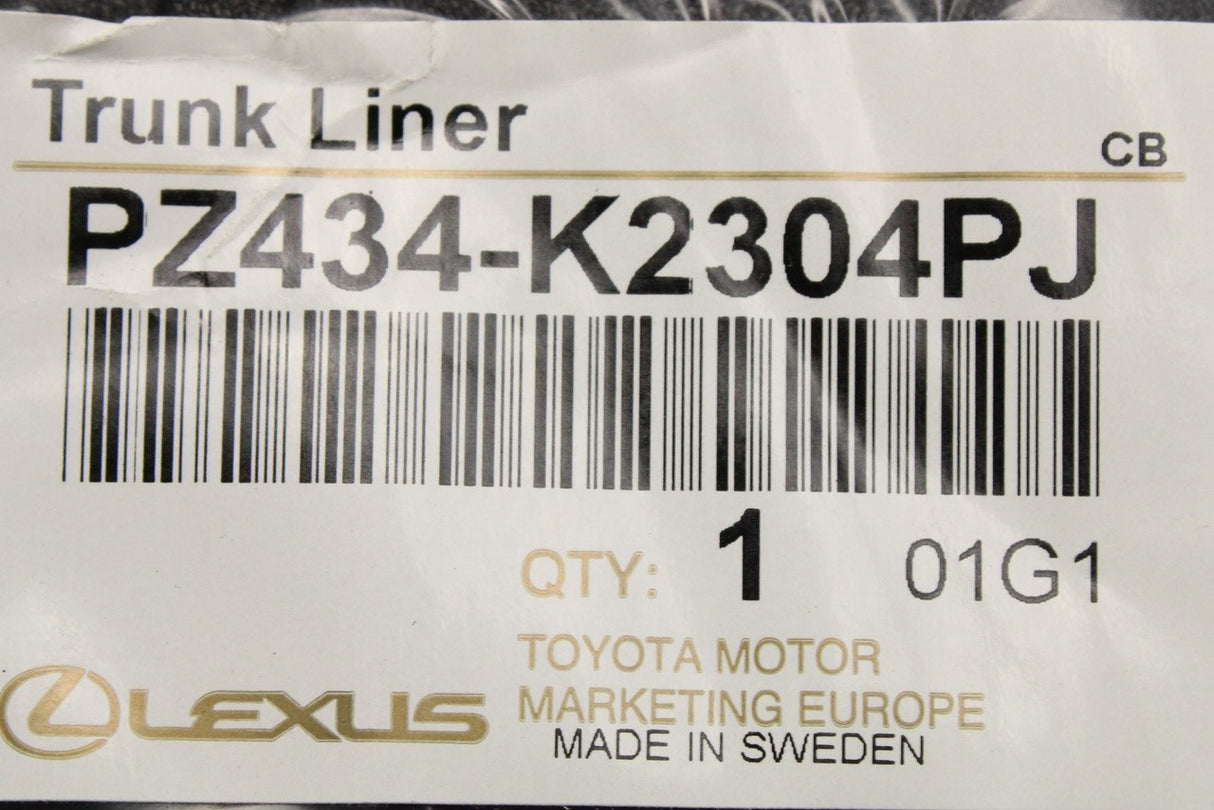 Trunk Liner
CB
PZ434-K2304PJ
QTY: 1 01G1
TOYOTA MOTOR
MARKETING EUROPE
LEXUS
MADE IN SWEDEN